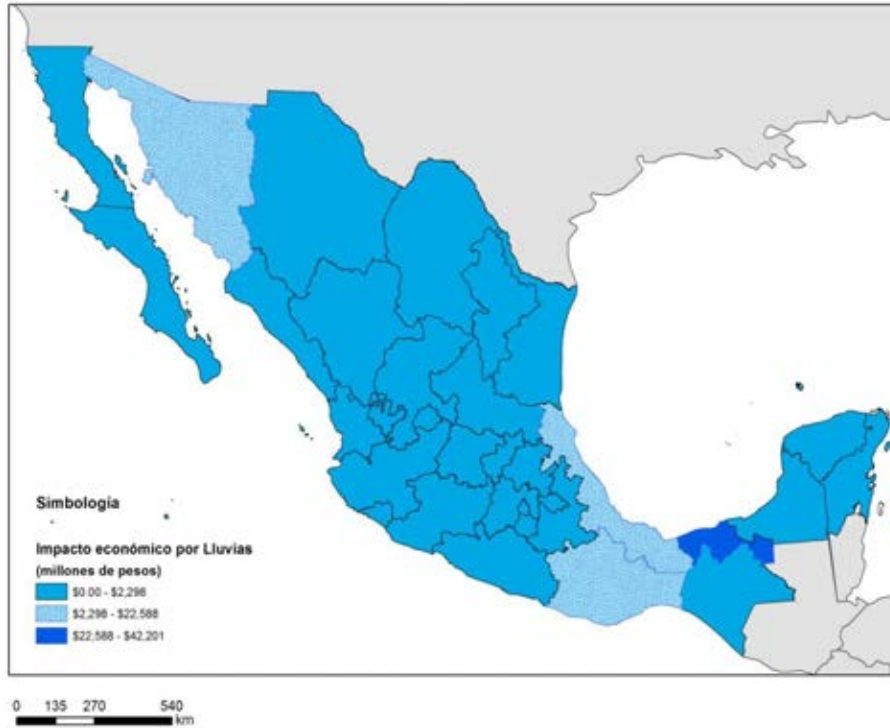 Simbología
Impacto económico por Lluvias
(millones de pesos)
$0.00 - $2,298
$2,298 - $22,588
$22,588 - $42,201
0 135 270 540
km